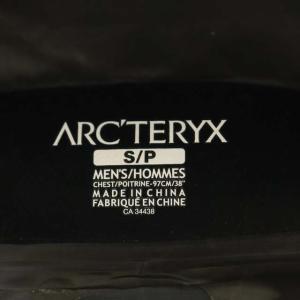 ARC'TERYX
S/P
MEN'S/HOMMES
CHEST/POITRINE-97CM/38"
MADE IN CHINA
FABRIQUÉ EN CHINE
CA 34438